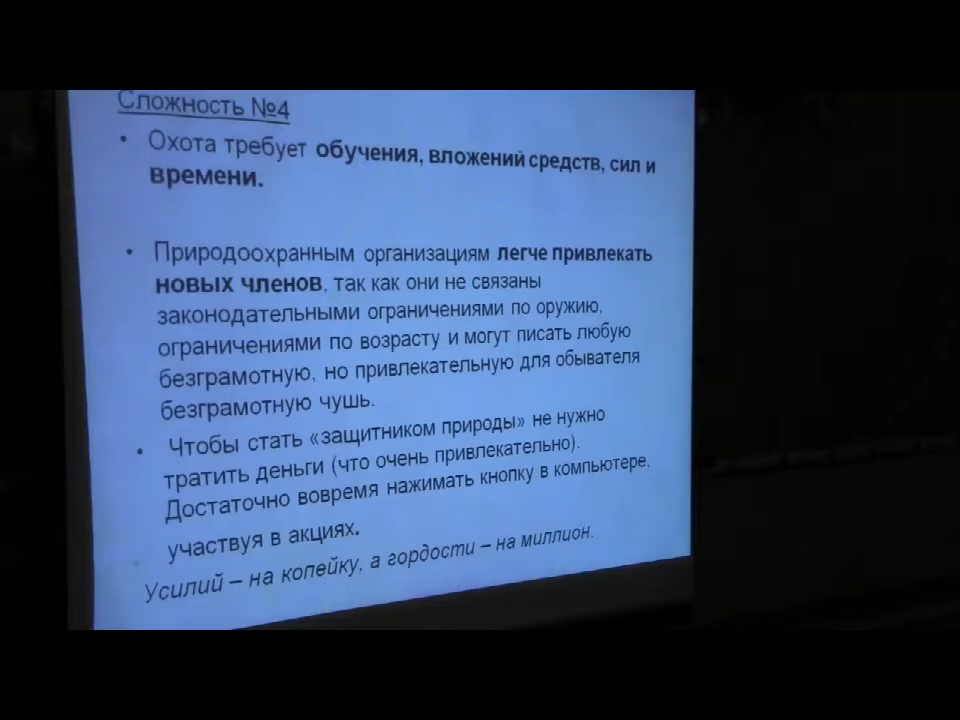 Сложность №4
• Охота требует обучения, вложений средств, сил и
времени.
• Природоохранным организациям легче привлекать
новых членов, так как они не связаны
законодательными ограничениями по оружию,
ограничениями по возрасту и могут писать любую
безграмотную, но привлекательную для обывателя
безграмотную чушь.
• Чтобы стать «защитником природы» не нужно
тратить деньги (что очень привлекательно).
Достаточно вовремя нажимать кнопку в компьютере,
участвуя в акциях.
Усилий – на копейку, а гордости – на миллион.